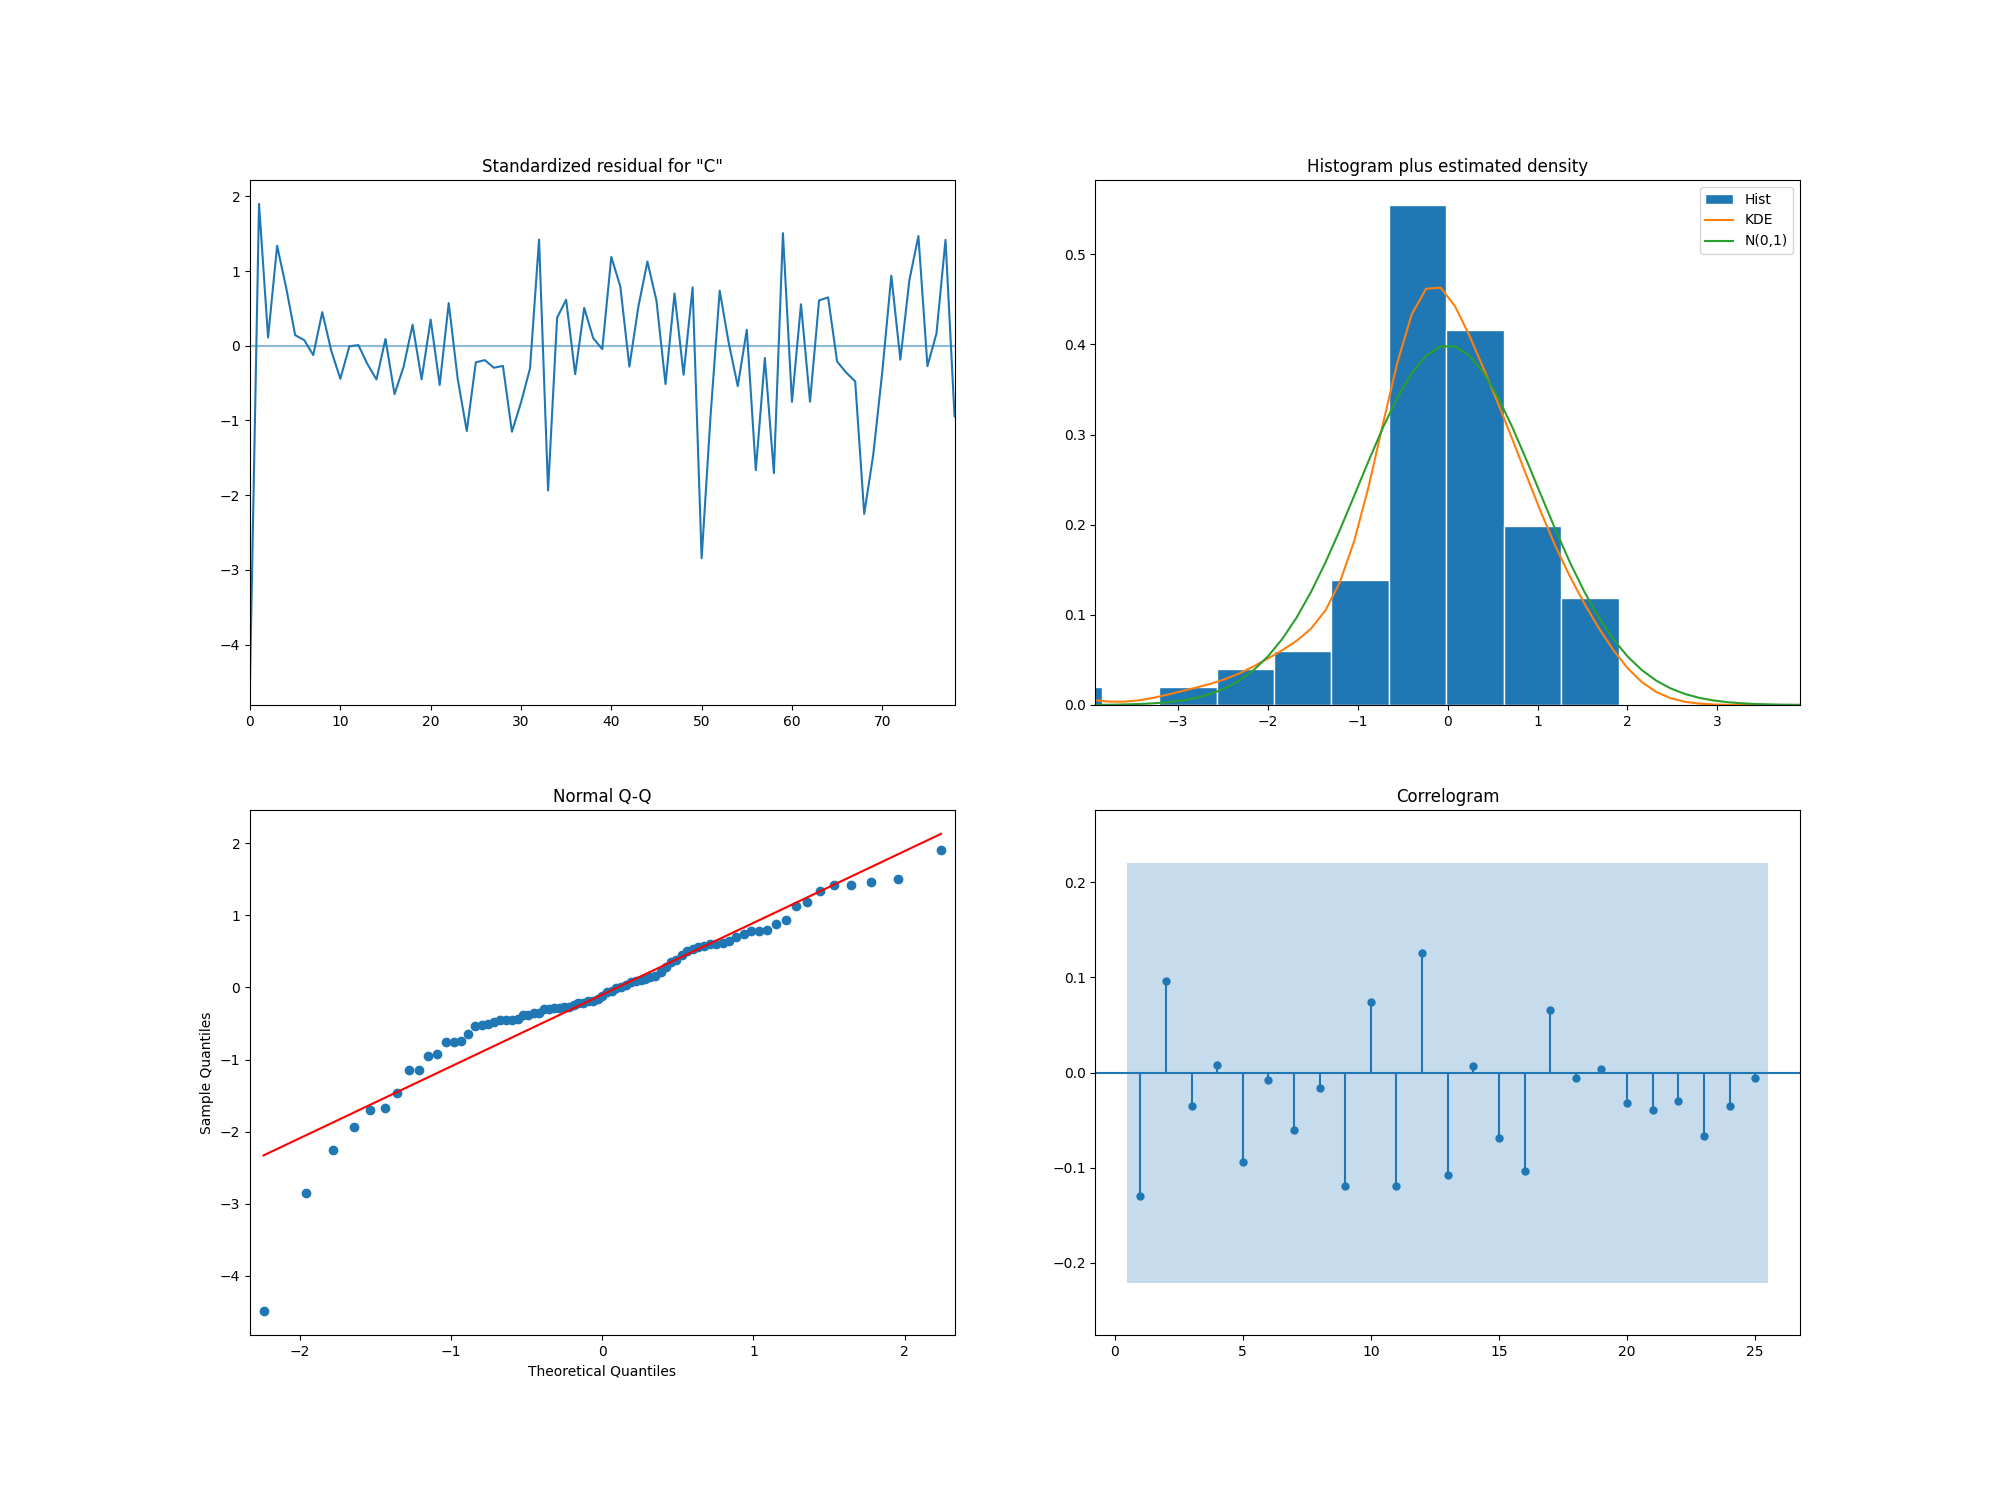 Standardized residual for "C"
2
1
0
−1
−2
−3
−4
0 10 20 30 40 50 60 70
Histogram plus estimated density
Hist
KDE
N(0,1)
0.5
0.4
0.3
0.2
0.1
0.0
−3 −2 −1 0 1 2 3
Normal Q-Q
Sample Quantiles
2
1
0
−1
−2
−3
−4
−2 −1 0 1 2
Theoretical Quantiles
Correlogram
0.2
0.1
0.0
−0.1
−0.2
0 5 10 15 20 25